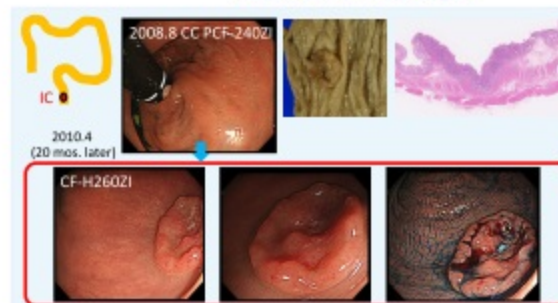 2008.8 CC PCF-240ZI
IC
2010.4
(20 mos. later)
CF-H260ZI